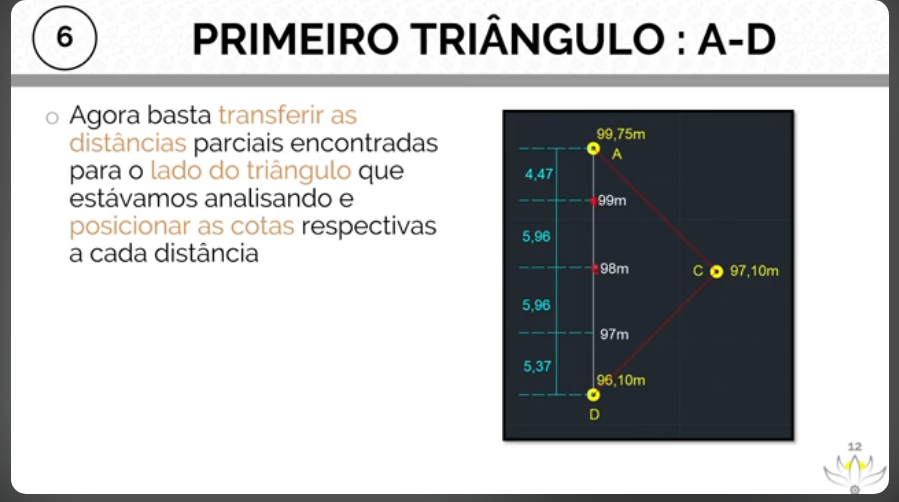 6
PRIMEIRO TRIÂNGULO : A-D
Agora basta transferir as
distâncias parciais encontradas
para o lado do triângulo que
estávamos analisando e
posicionar as cotas respectivas
a cada distância
99,75m
A
4,47
99m
5,96
98m
C
97,10m
5,96
97m
5,37
96,10m
D
12